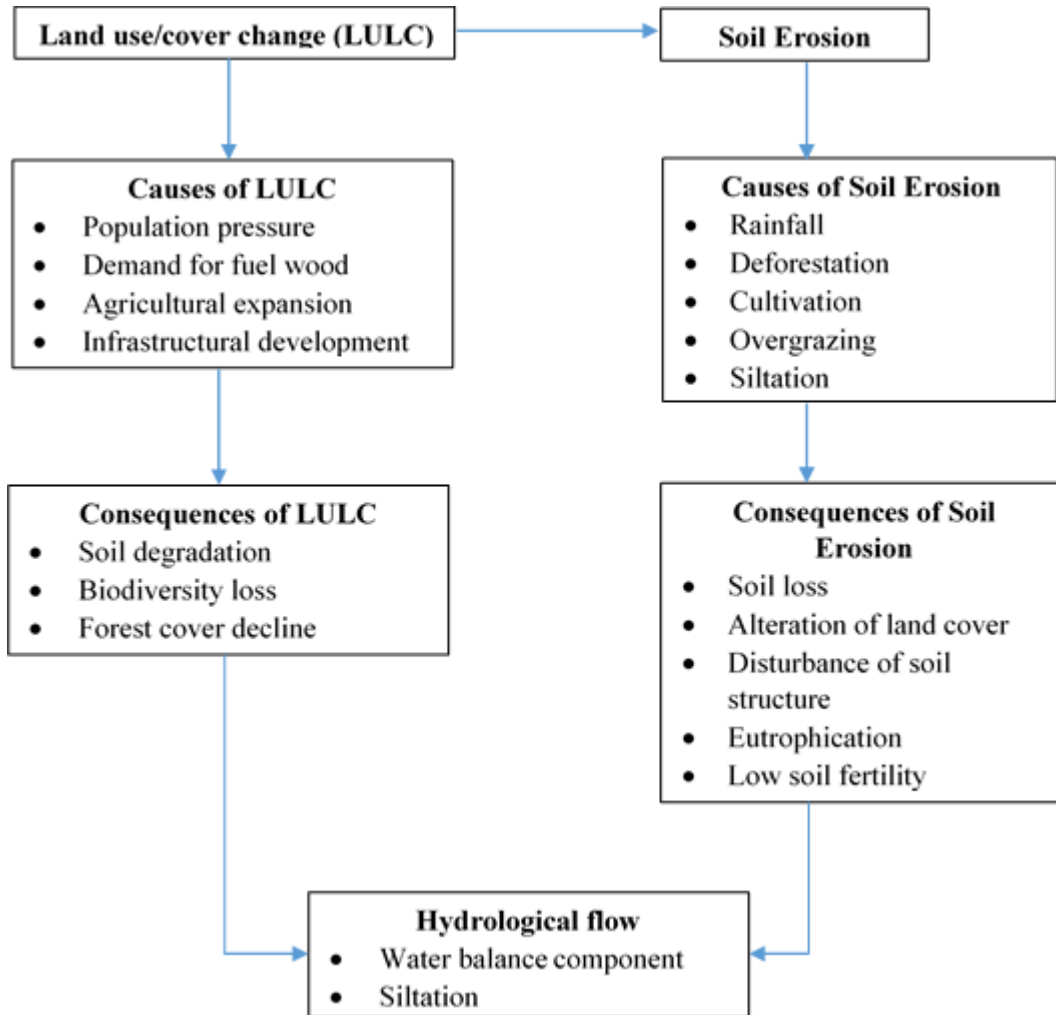 Land use/cover change (LULC)
Soil Erosion
Causes of LULC
• Population pressure
• Demand for fuel wood
• Agricultural expansion
• Infrastructural development
Causes of Soil Erosion
• Rainfall
• Deforestation
• Cultivation
• Overgrazing
• Siltation
Consequences of LULC
• Soil degradation
• Biodiversity loss
• Forest cover decline
Consequences of Soil
Erosion
• Soil loss
• Alteration of land cover
• Disturbance of soil
structure
• Eutrophication
• Low soil fertility
Hydrological flow
• Water balance component
• Siltation